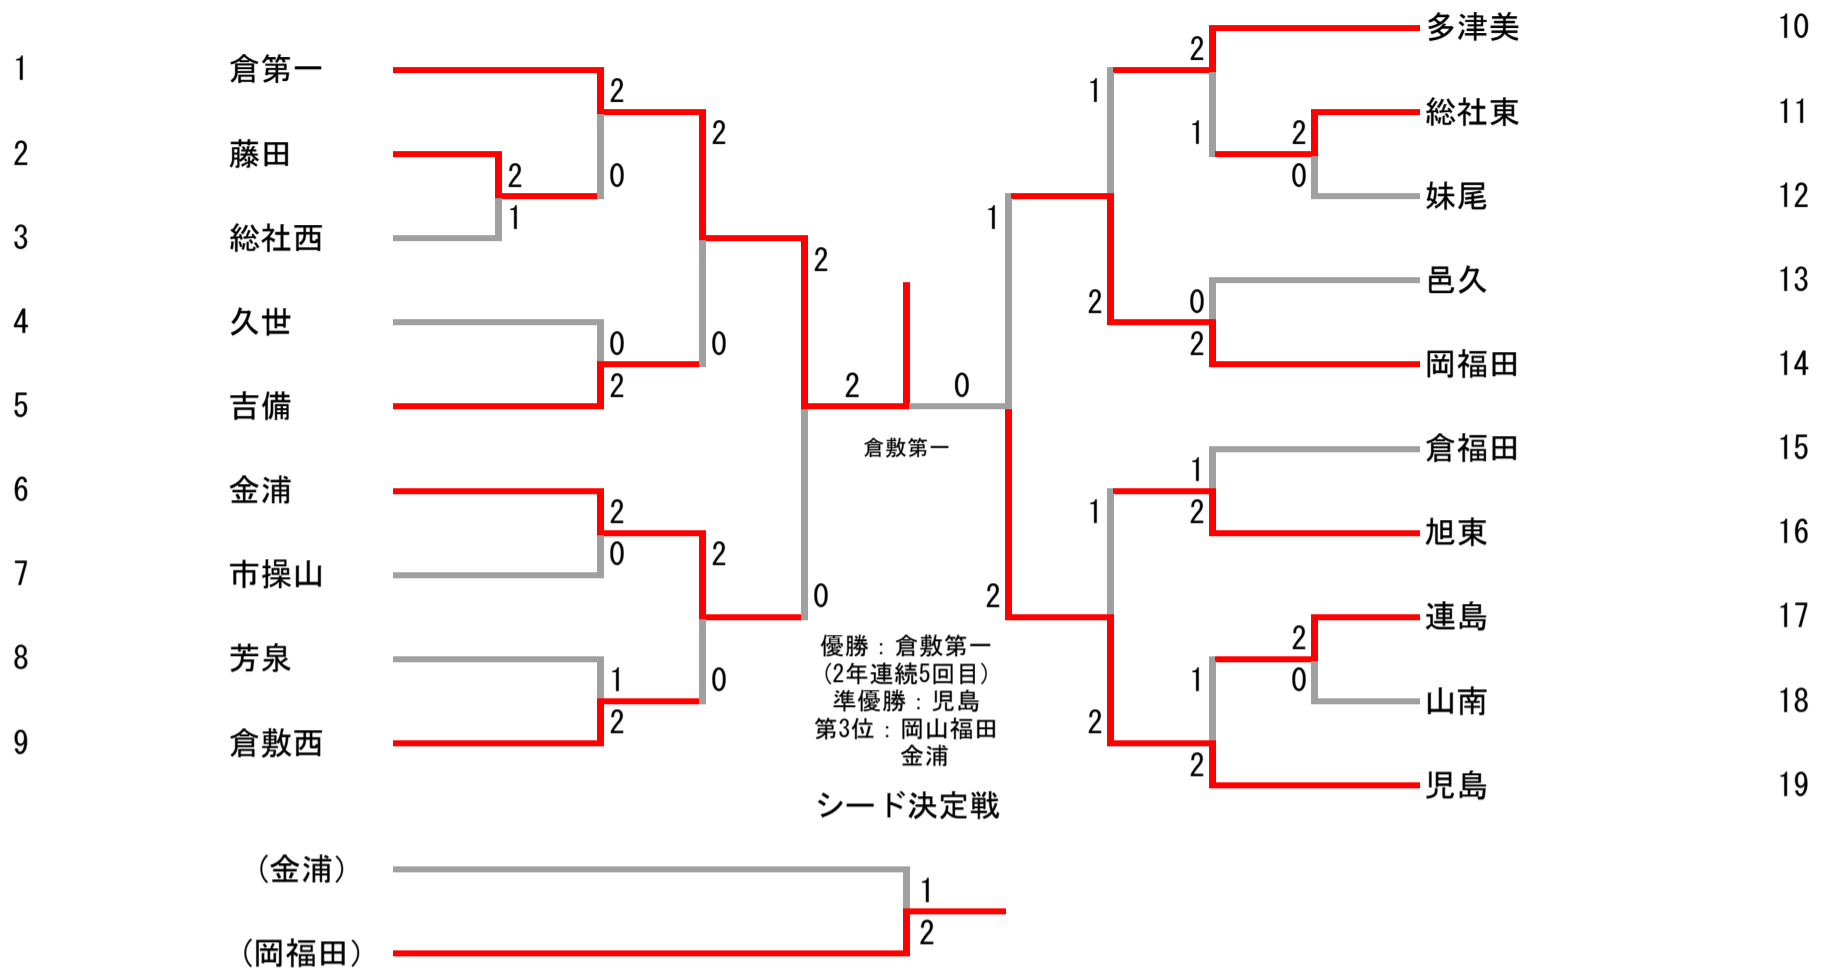 1 倉第一
2 藤田
3 総社西
4 久世
5 吉備
6 金浦
7 市操山
8 芳泉
9 倉敷西
2
0
2
1
0
2
2
0
1
2
2
0
2
0
2
0
2 0
倉敷第一
優勝：倉敷第一
(2年連続5回目)
準優勝：児島
第3位：岡山福田
金浦
多津美 10
総社東 11
妹尾 12
邑久 13
岡福田 14
倉福田 15
旭東 16
連島 17
山南 18
児島 19
2
1
2
0
0
2
1
2
2
0
1
2
1
2
1
2
1
2
シード決定戦
（金浦）
（岡福田）
1
2